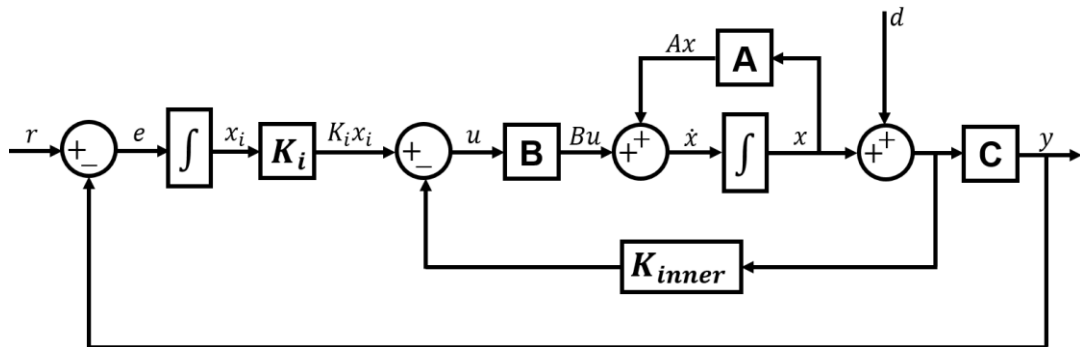 d
Ax
A
r
+
−
e
∫
x_i
K_i
K_i x_i
+
−
u
B
Bu
+
+
ẋ
∫
x
+
+
C
y
K_inner